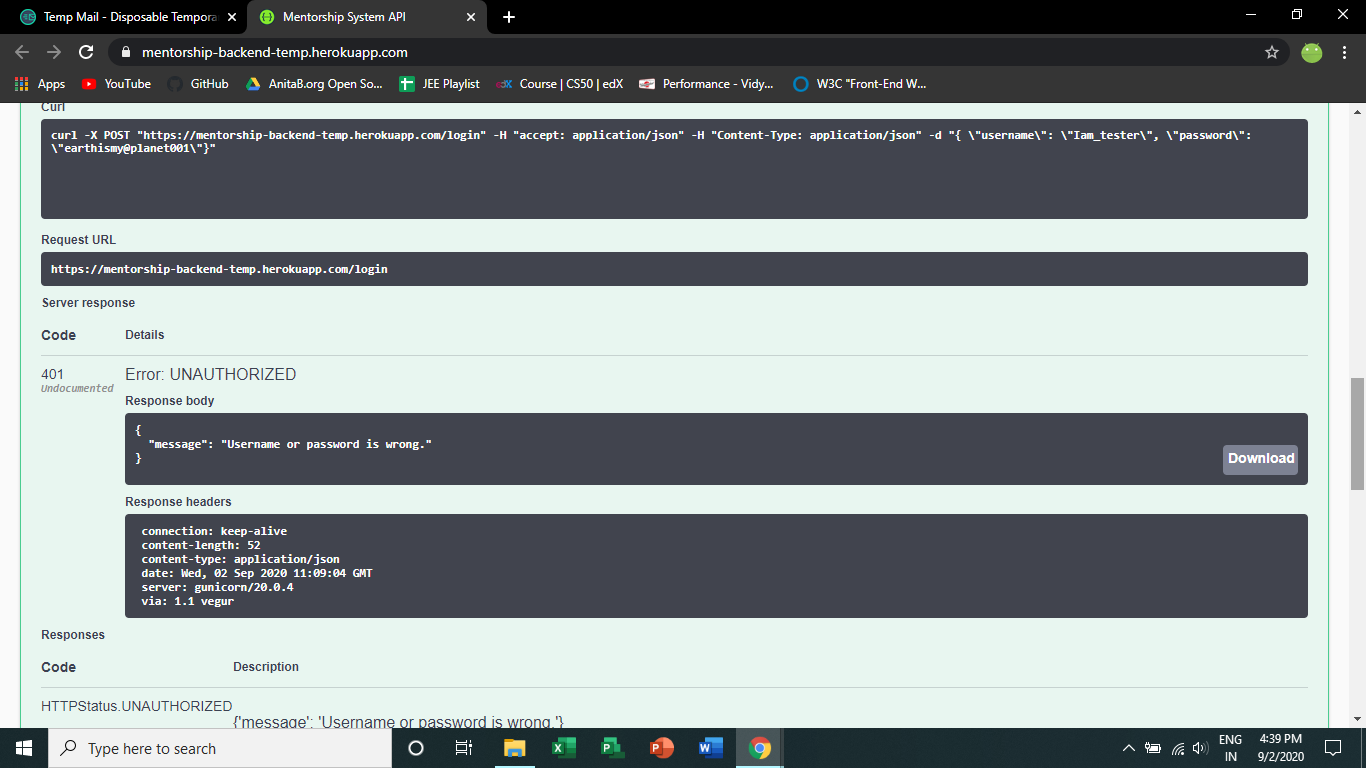 Temp Mail - Disposable Tempora
Mentorship System API
mentorship-backend-temp.herokuapp.com
Apps YouTube GitHub AnitaB.org Open So... JEE Playlist Course | CS50 | edX Performance - Vidy... W3C "Front-End W...
Curl
curl -X POST "https://mentorship-backend-temp.herokuapp.com/login" -H "accept: application/json" -H "Content-Type: application/json" -d "{ \"username\": \"Iam_tester\", \"password\":
\"earthismy@planet001\"}"
Request URL
https://mentorship-backend-temp.herokuapp.com/login
Server response
Code Details
401 Error: UNAUTHORIZED
Undocumented
Response body
{
"message": "Username or password is wrong."
}
Download
Response headers
connection: keep-alive
content-length: 52
content-type: application/json
date: Wed, 02 Sep 2020 11:09:04 GMT
server: gunicorn/20.0.4
via: 1.1 vegur
Responses
Code Description
HTTPStatus.UNAUTHORIZED
{'message': 'Username or password is wrong.'}
Type here to search
ENG
IN
4:39 PM
9/2/2020